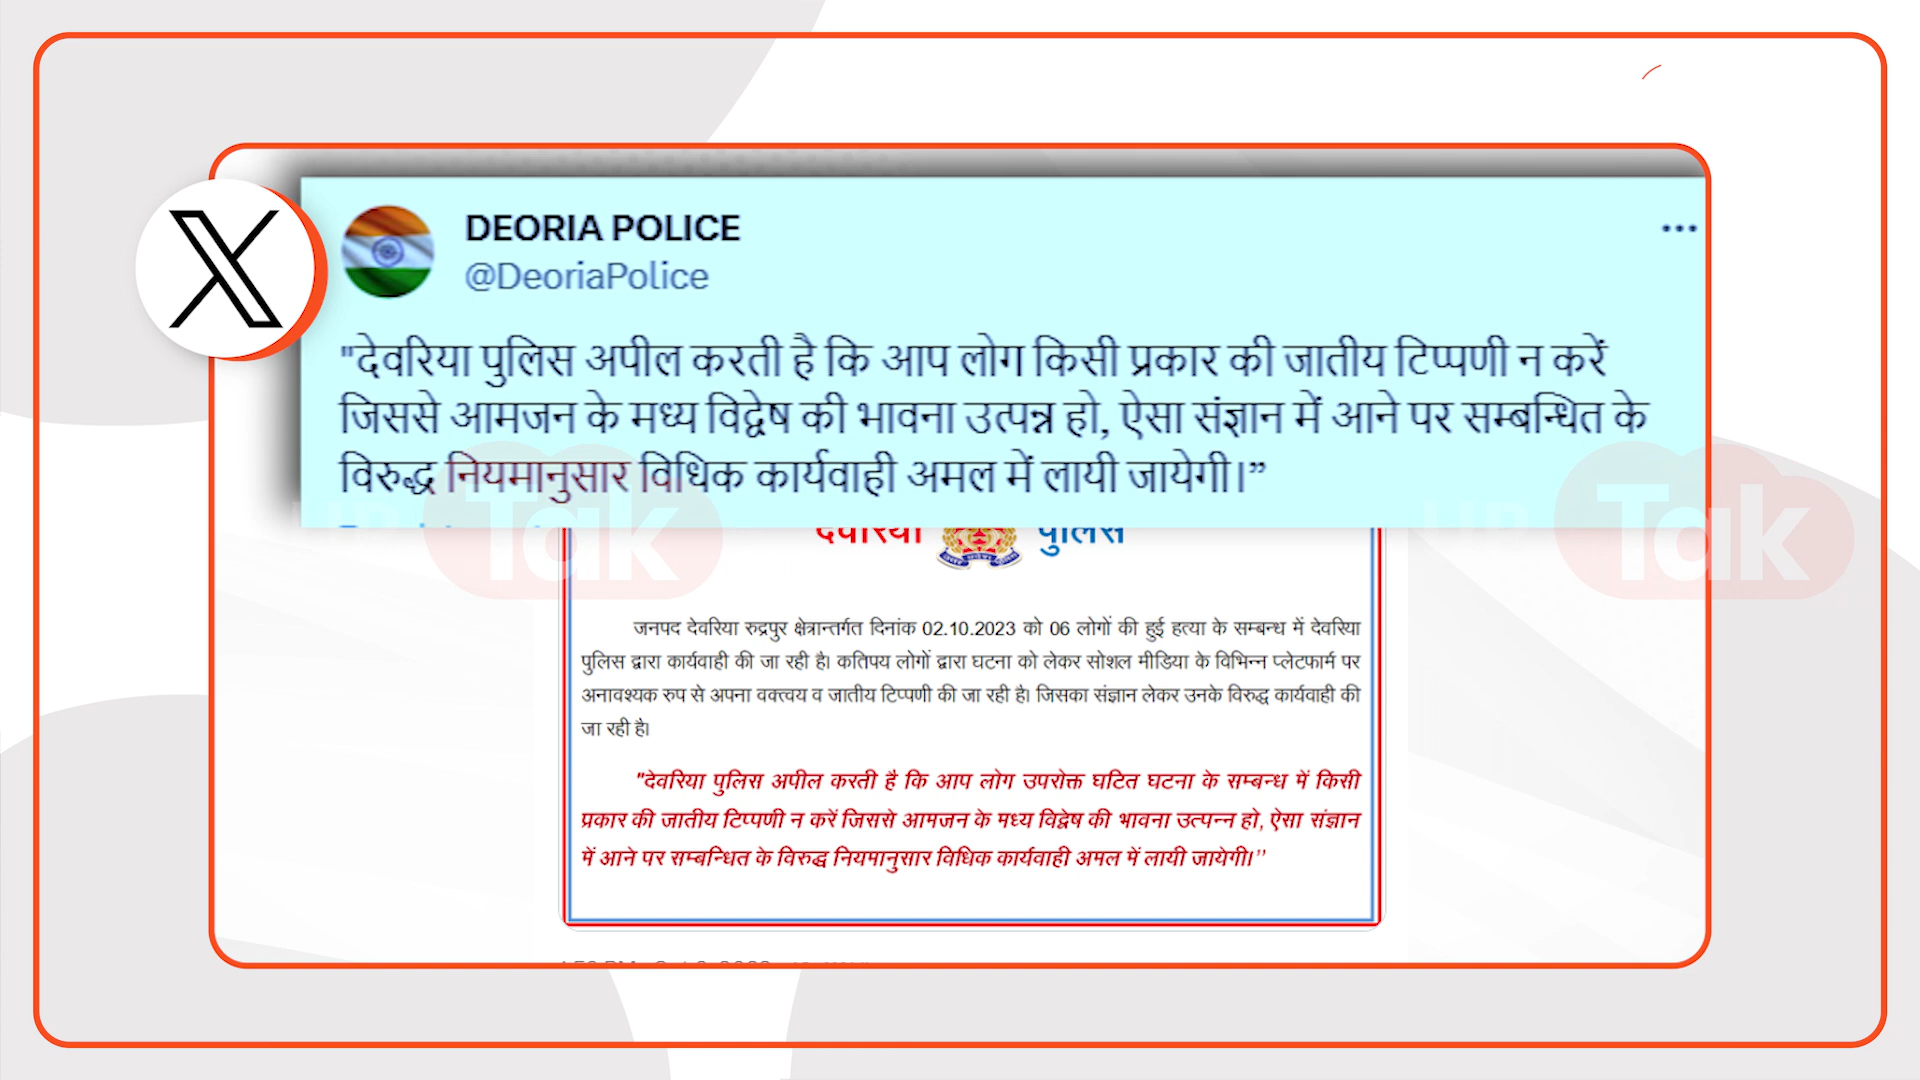 DEORIA POLICE
@DeoriaPolice
"देवरिया पुलिस अपील करती है कि आप लोग किसी प्रकार की जातीय टिप्पणी न करें
जिससे आमजन के मध्य विद्वेष की भावना उत्पन्न हो, ऐसा संज्ञान में आने पर सम्बन्धित के
विरुद्ध नियमानुसार विधिक कार्यवाही अमल में लायी जायेगी।”
UP Tak
UP Tak
देवरिया पुलिस
जनपद देवरिया रुद्रपुर क्षेत्रान्तर्गत दिनांक 02.10.2023 को 06 लोगों की हुई हत्या के सम्बन्ध में देवरिया
पुलिस द्वारा कार्यवाही की जा रही है। कतिपय लोगों द्वारा घटना को लेकर सोशल मीडिया के विभिन्न प्लेटफार्म पर
अनावश्यक रुप से अपना वक्त्वय व जातीय टिप्पणी की जा रही है। जिसका संज्ञान लेकर उनके विरुद्ध कार्यवाही की
जा रही है।
"देवरिया पुलिस अपील करती है कि आप लोग उपरोक्त घटित घटना के सम्बन्ध में किसी
प्रकार की जातीय टिप्पणी न करें जिससे आमजन के मध्य विद्वेष की भावना उत्पन्न हो, ऐसा संज्ञान
में आने पर सम्बन्धित के विरुद्ध नियमानुसार विधिक कार्यवाही अमल में लायी जायेगी।’’